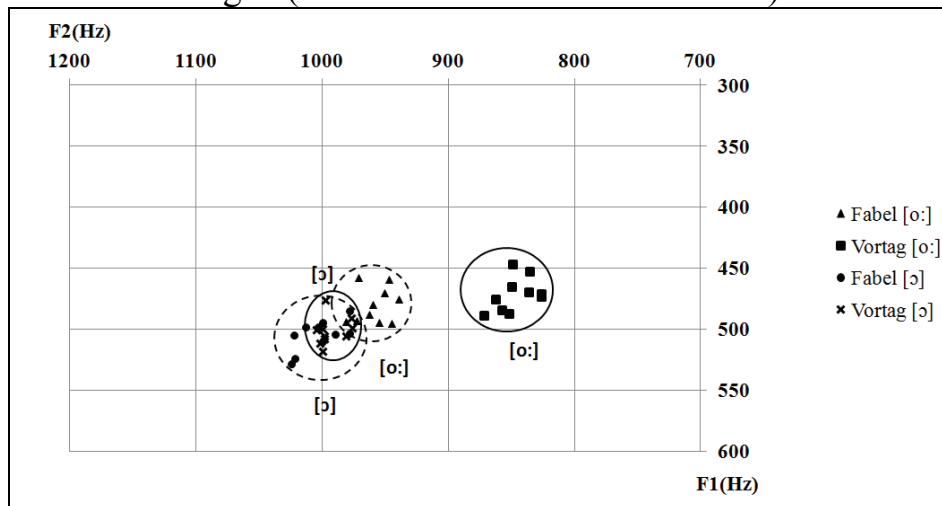 F2(Hz)
1200 1100 1000 900 800 700
300
350
400
450
500
550
600
F1(Hz)
[ɔ]
[o:]
[o:]
[ɔ]
Fabel [o:]
Vortag [o:]
Fabel [ɔ]
Vortag [ɔ]